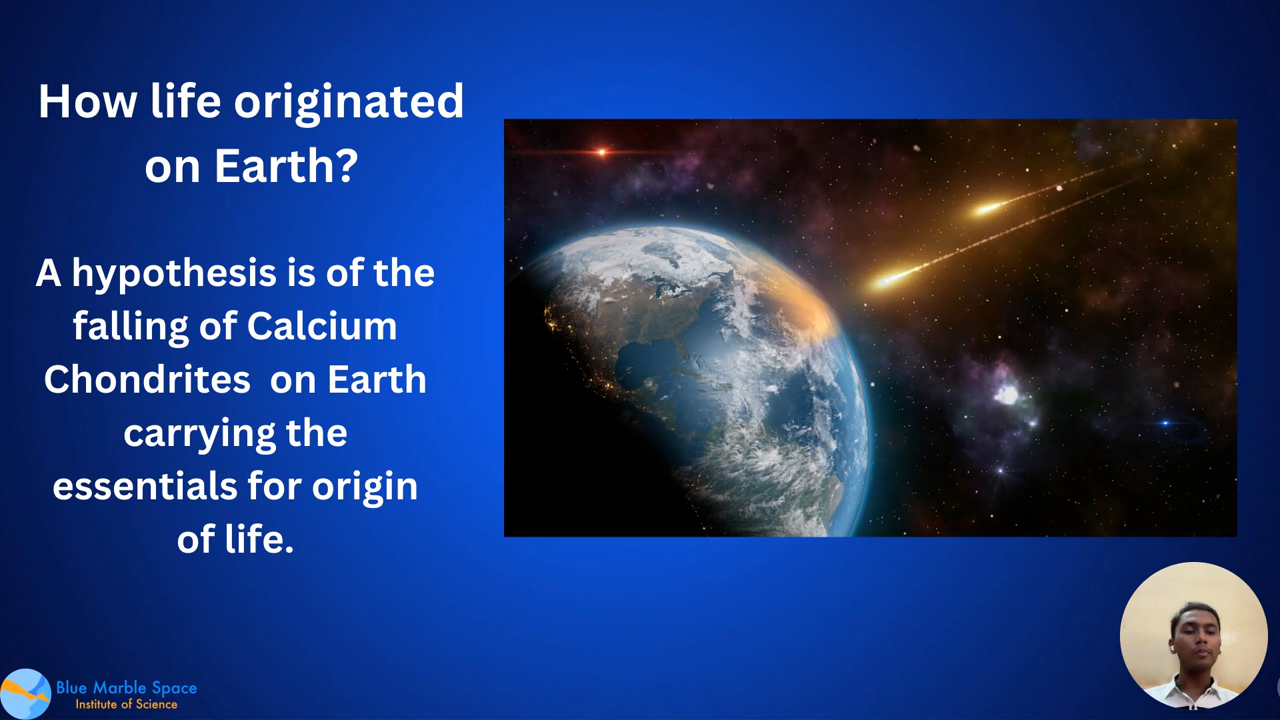 How life originated
on Earth?
A hypothesis is of the
falling of Calcium
Chondrites  on Earth
carrying the
essentials for origin
of life.
Blue Marble Space
Institute of Science